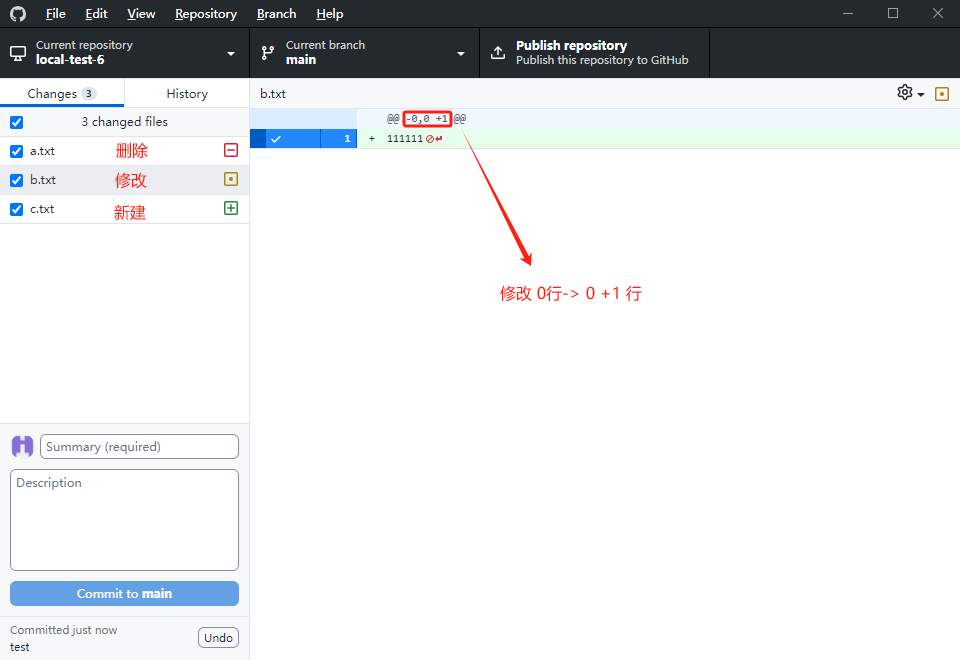 File Edit View Repository Branch Help
Current repository
local-test-6
Current branch
main
Publish repository
Publish this repository to GitHub
Changes 3
History
b.txt
3 changed files
@@ -0,0 +1 @@
1 + 111111
a.txt 删除
b.txt 修改
c.txt 新建
修改 0行-> 0 +1 行
Summary (required)
Description
Commit to main
Committed just now
test
Undo